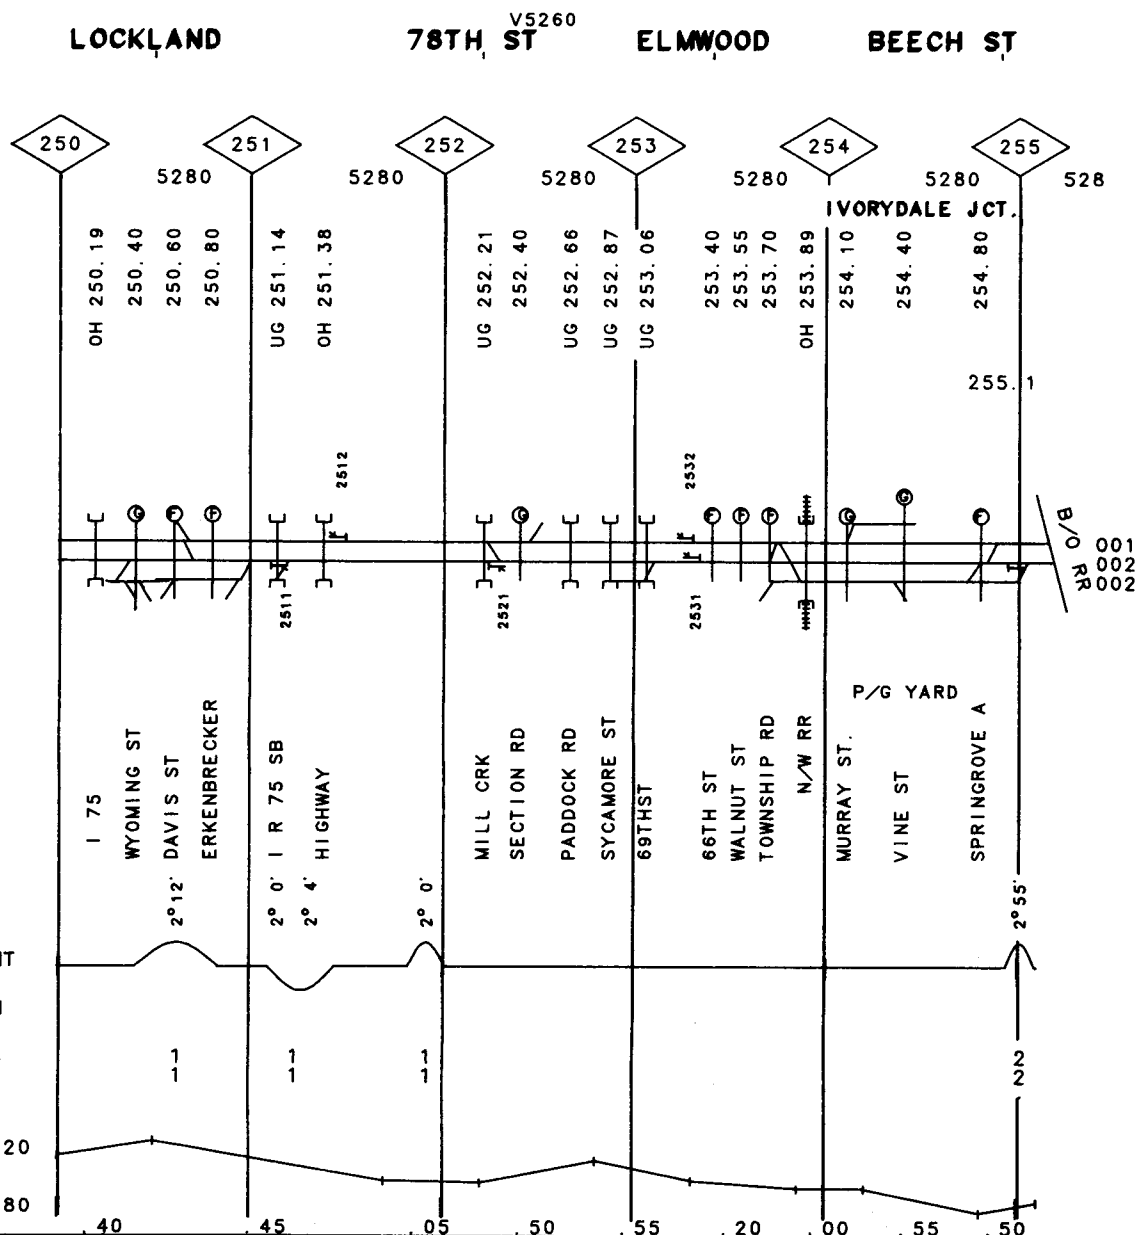 V5260
LOCKLAND 78TH ST ELMWOOD BEECH ST
250 251 252 253 254 255
5280 5280 5280 5280 5280 528
IVORYDALE JCT.
OH 250.19
250.40
250.60
250.80
UG 251.14
OH 251.38
UG 252.21
252.40
UG 252.66
UG 252.87
UG 253.06
253.40
253.55
253.70
OH 253.89
254.10
254.40
254.80
255.1
2512
2532
G F F G F F F G G F
B/O RR
001
002
002
2511
2521
2531
P/G YARD
I 75
WYOMING ST
DAVIS ST
ERKENBRECKER
I R 75 SB
HIGHWAY
MILL CRK
SECTION RD
PADDOCK RD
SYCAMORE ST
69THST
66TH ST
WALNUT ST
TOWNSHIP RD
N/W RR
MURRAY ST.
VINE ST
SPRINGROVE A
2° 12'
2° 0'
2° 4'
2° 0'
2° 55'
1 1 1 2
1 1 1 2
20
80
.40 .45 .05 .50 .55 .20 .00 .55 .50